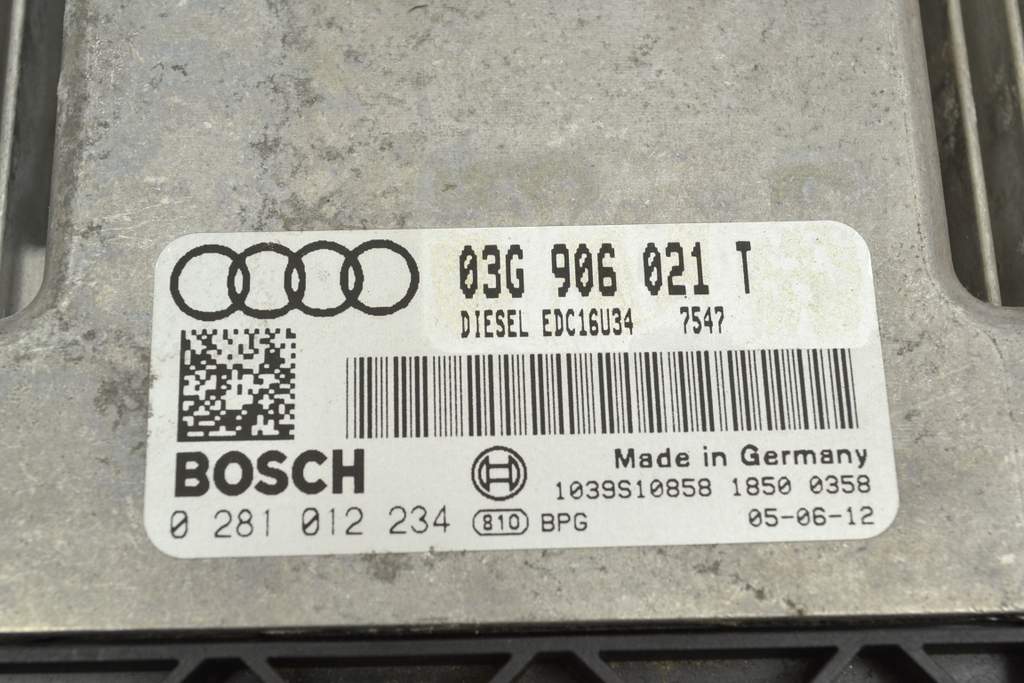 03G 906 021 T
DIESEL EDC16U34 7547
BOSCH
Made in Germany
1039S10858 1850 0358
0 281 012 234 810 BPG 05-06-12